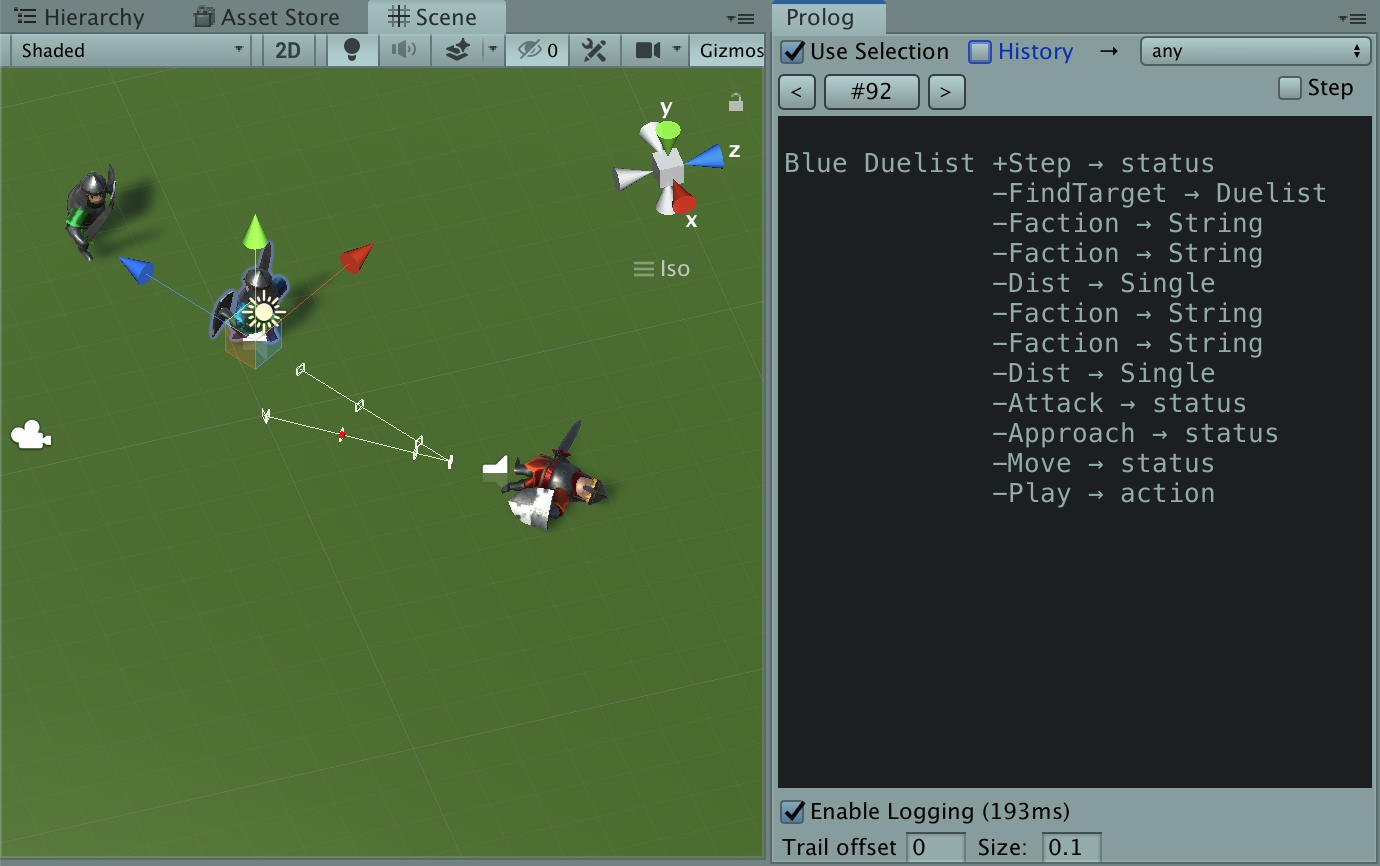 Hierarchy Asset Store Scene
Shaded 2D 0 Gizmos
y
z
x
Iso
Prolog
Use Selection History → any
< #92 > Step
Blue Duelist +Step → status
−FindTarget → Duelist
−Faction → String
−Faction → String
−Dist → Single
−Faction → String
−Faction → String
−Dist → Single
−Attack → status
−Approach → status
−Move → status
−Play → action
Enable Logging (193ms)
Trail offset 0 Size: 0.1